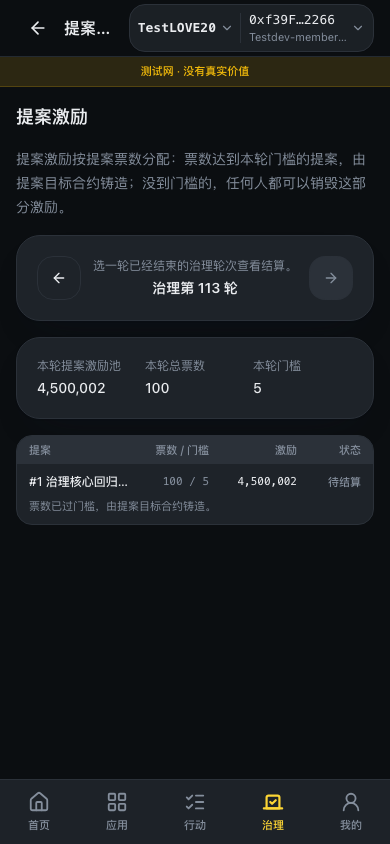 提案...
TestLOVE20
0xf39F…2266
Testdev-member...
测试网 · 没有真实价值
提案激励
提案激励按提案票数分配：票数达到本轮门槛的提案，由
提案目标合约铸造；没到门槛的，任何人都可以销毁这部
分激励。
选一轮已经结束的治理轮次查看结算。
治理第 113 轮
本轮提案激励池 本轮总票数 本轮门槛
4,500,002 100 5
提案 票数 / 门槛 激励 状态
#1 治理核心回归... 100 / 5 4,500,002 待结算
票数已过门槛，由提案目标合约铸造。
首页 应用 行动 治理 我的